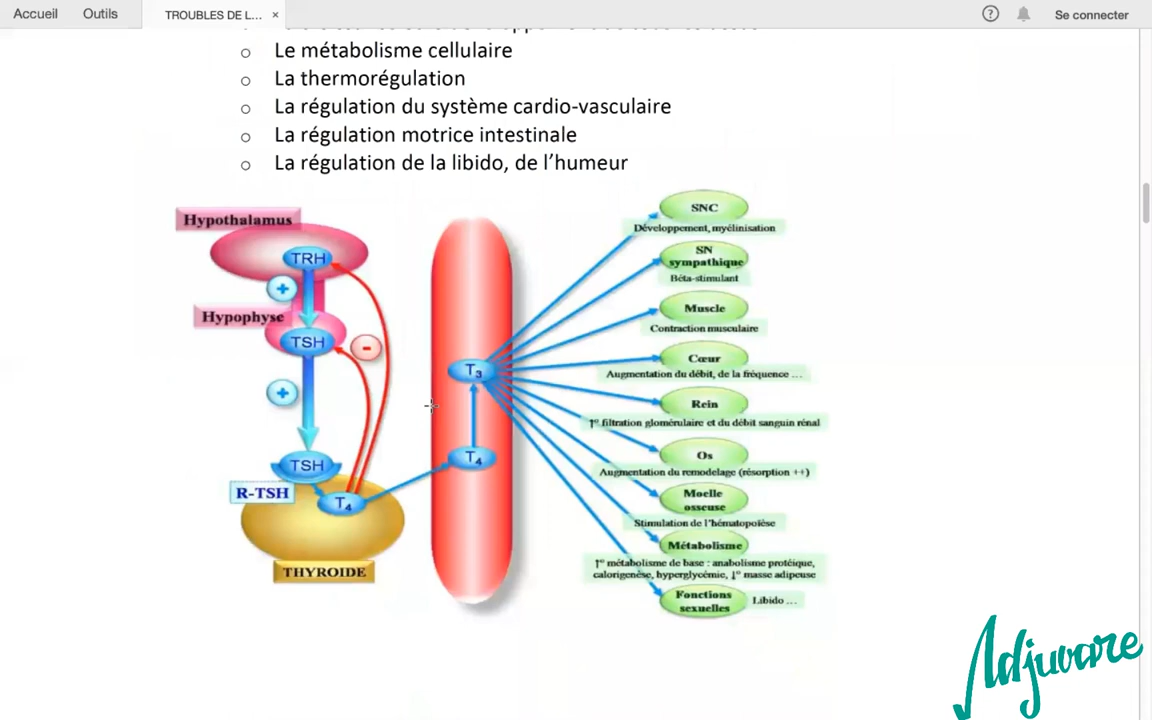 Accueil
Outils
TROUBLES DE L... ×
?
Se connecter
o Le métabolisme cellulaire
o La thermorégulation
o La régulation du système cardio-vasculaire
o La régulation motrice intestinale
o La régulation de la libido, de l'humeur
Hypothalamus
TRH
+
Hypophyse
TSH
-
+
TSH
R-TSH
T4
THYROIDE
T3
T4
SNC
Développement, myélinisation
SN
sympathique
Béta-stimulant
Muscle
Contraction musculaire
Cœur
Augmentation du débit, de la fréquence ...
Rein
↑° filtration glomérulaire et du débit sanguin rénal
Os
Augmentation du remodelage (résorption ++)
Moelle
osseuse
Stimulation de l'hématopoïèse
Métabolisme
↑° métabolisme de base : anabolisme protéique,
calorigenèse, hyperglycémie, ↓° masse adipeuse
Fonctions
sexuelles
Libido ...
Adjuvare